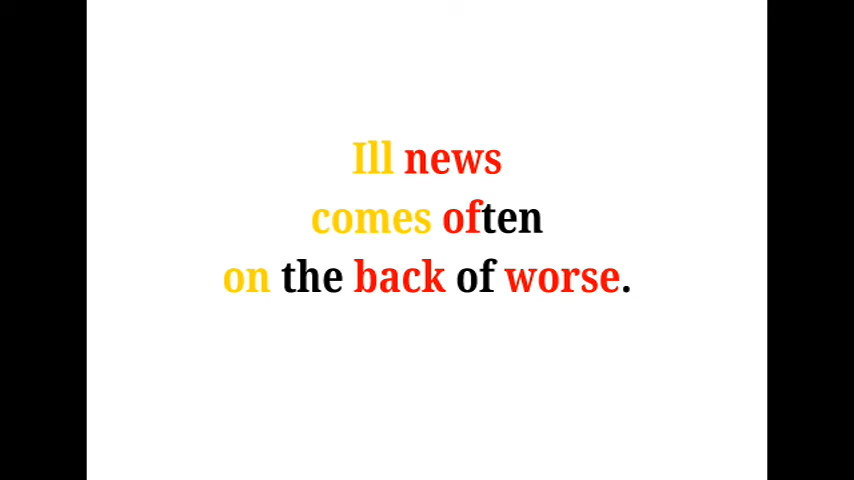 Ill news
comes often
on the back of worse.